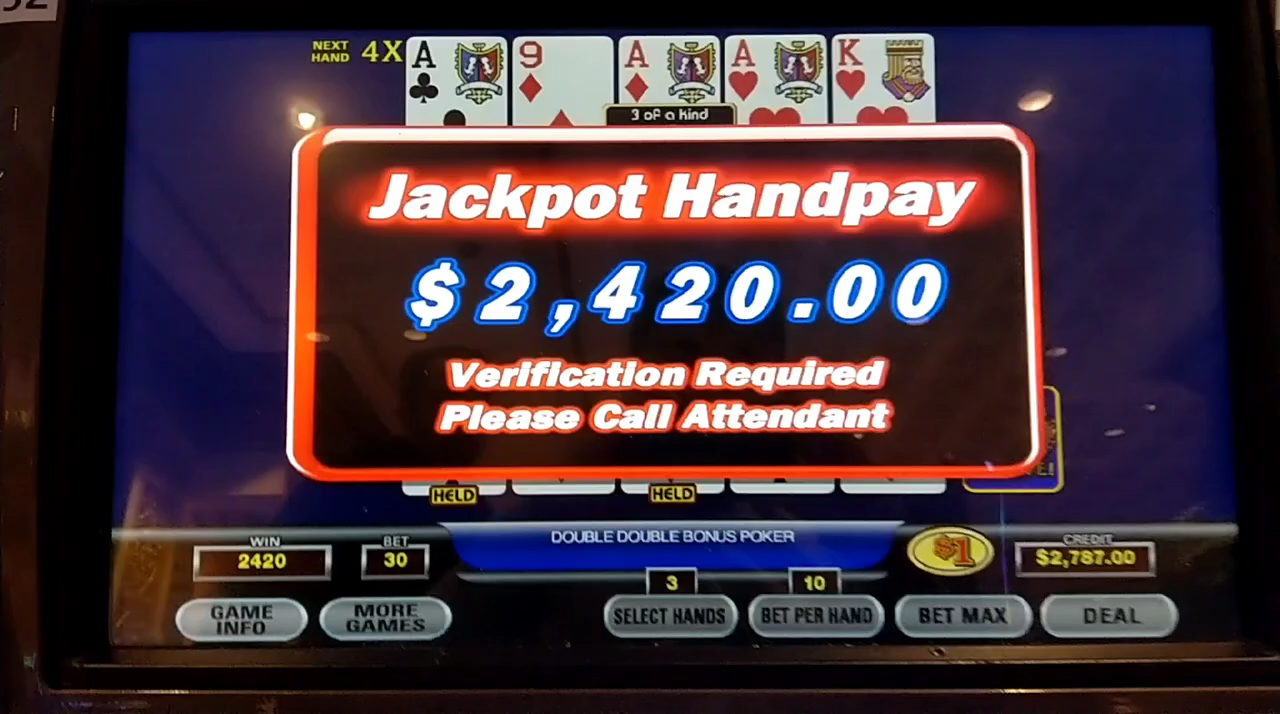 NEXT
HAND 4X
A 9 A A K
3 of a kind
Jackpot Handpay
$2,420.00
Verification Required
Please Call Attendant
HELD HELD
DOUBLE DOUBLE BONUS POKER
WIN
2420
BET
30
$1
CREDIT
$2,787.00
3
10
GAME
INFO
MORE
GAMES
SELECT HANDS
BET PER HAND
BET MAX
DEAL